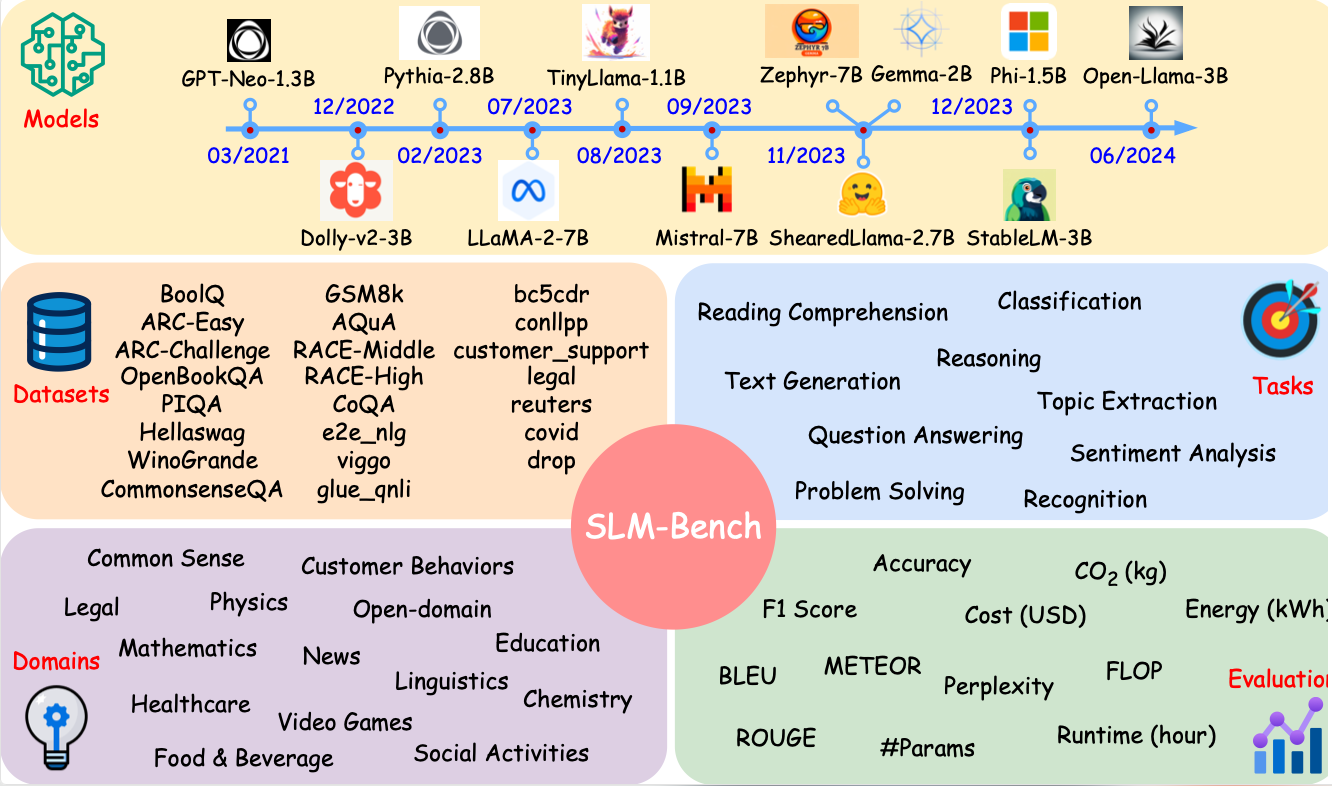 GPT-Neo-1.3B
Pythia-2.8B
TinyLlama-1.1B
Zephyr-7B
ZEPHYR 7B
Gemma-2B
Phi-1.5B
Open-Llama-3B
Models
12/2022
07/2023
09/2023
12/2023
03/2021
02/2023
08/2023
11/2023
06/2024
Dolly-v2-3B
LLaMA-2-7B
Mistral-7B
ShearedLlama-2.7B
StableLM-3B
Datasets
BoolQ
ARC-Easy
ARC-Challenge
OpenBookQA
PIQA
Hellaswag
WinoGrande
CommonsenseQA
GSM8k
AQuA
RACE-Middle
RACE-High
CoQA
e2e_nlg
viggo
glue_qnli
bc5cdr
conllpp
customer_support
legal
reuters
covid
drop
Reading Comprehension
Classification
Reasoning
Text Generation
Tasks
Topic Extraction
Question Answering
Sentiment Analysis
Problem Solving
Recognition
SLM-Bench
Common Sense
Customer Behaviors
Legal
Physics
Open-domain
Education
Mathematics
News
Domains
Linguistics
Chemistry
Healthcare
Video Games
Food & Beverage
Social Activities
Accuracy
CO2 (kg)
F1 Score
Cost (USD)
Energy (kWh)
BLEU
METEOR
Perplexity
FLOP
Evaluation
ROUGE
#Params
Runtime (hour)